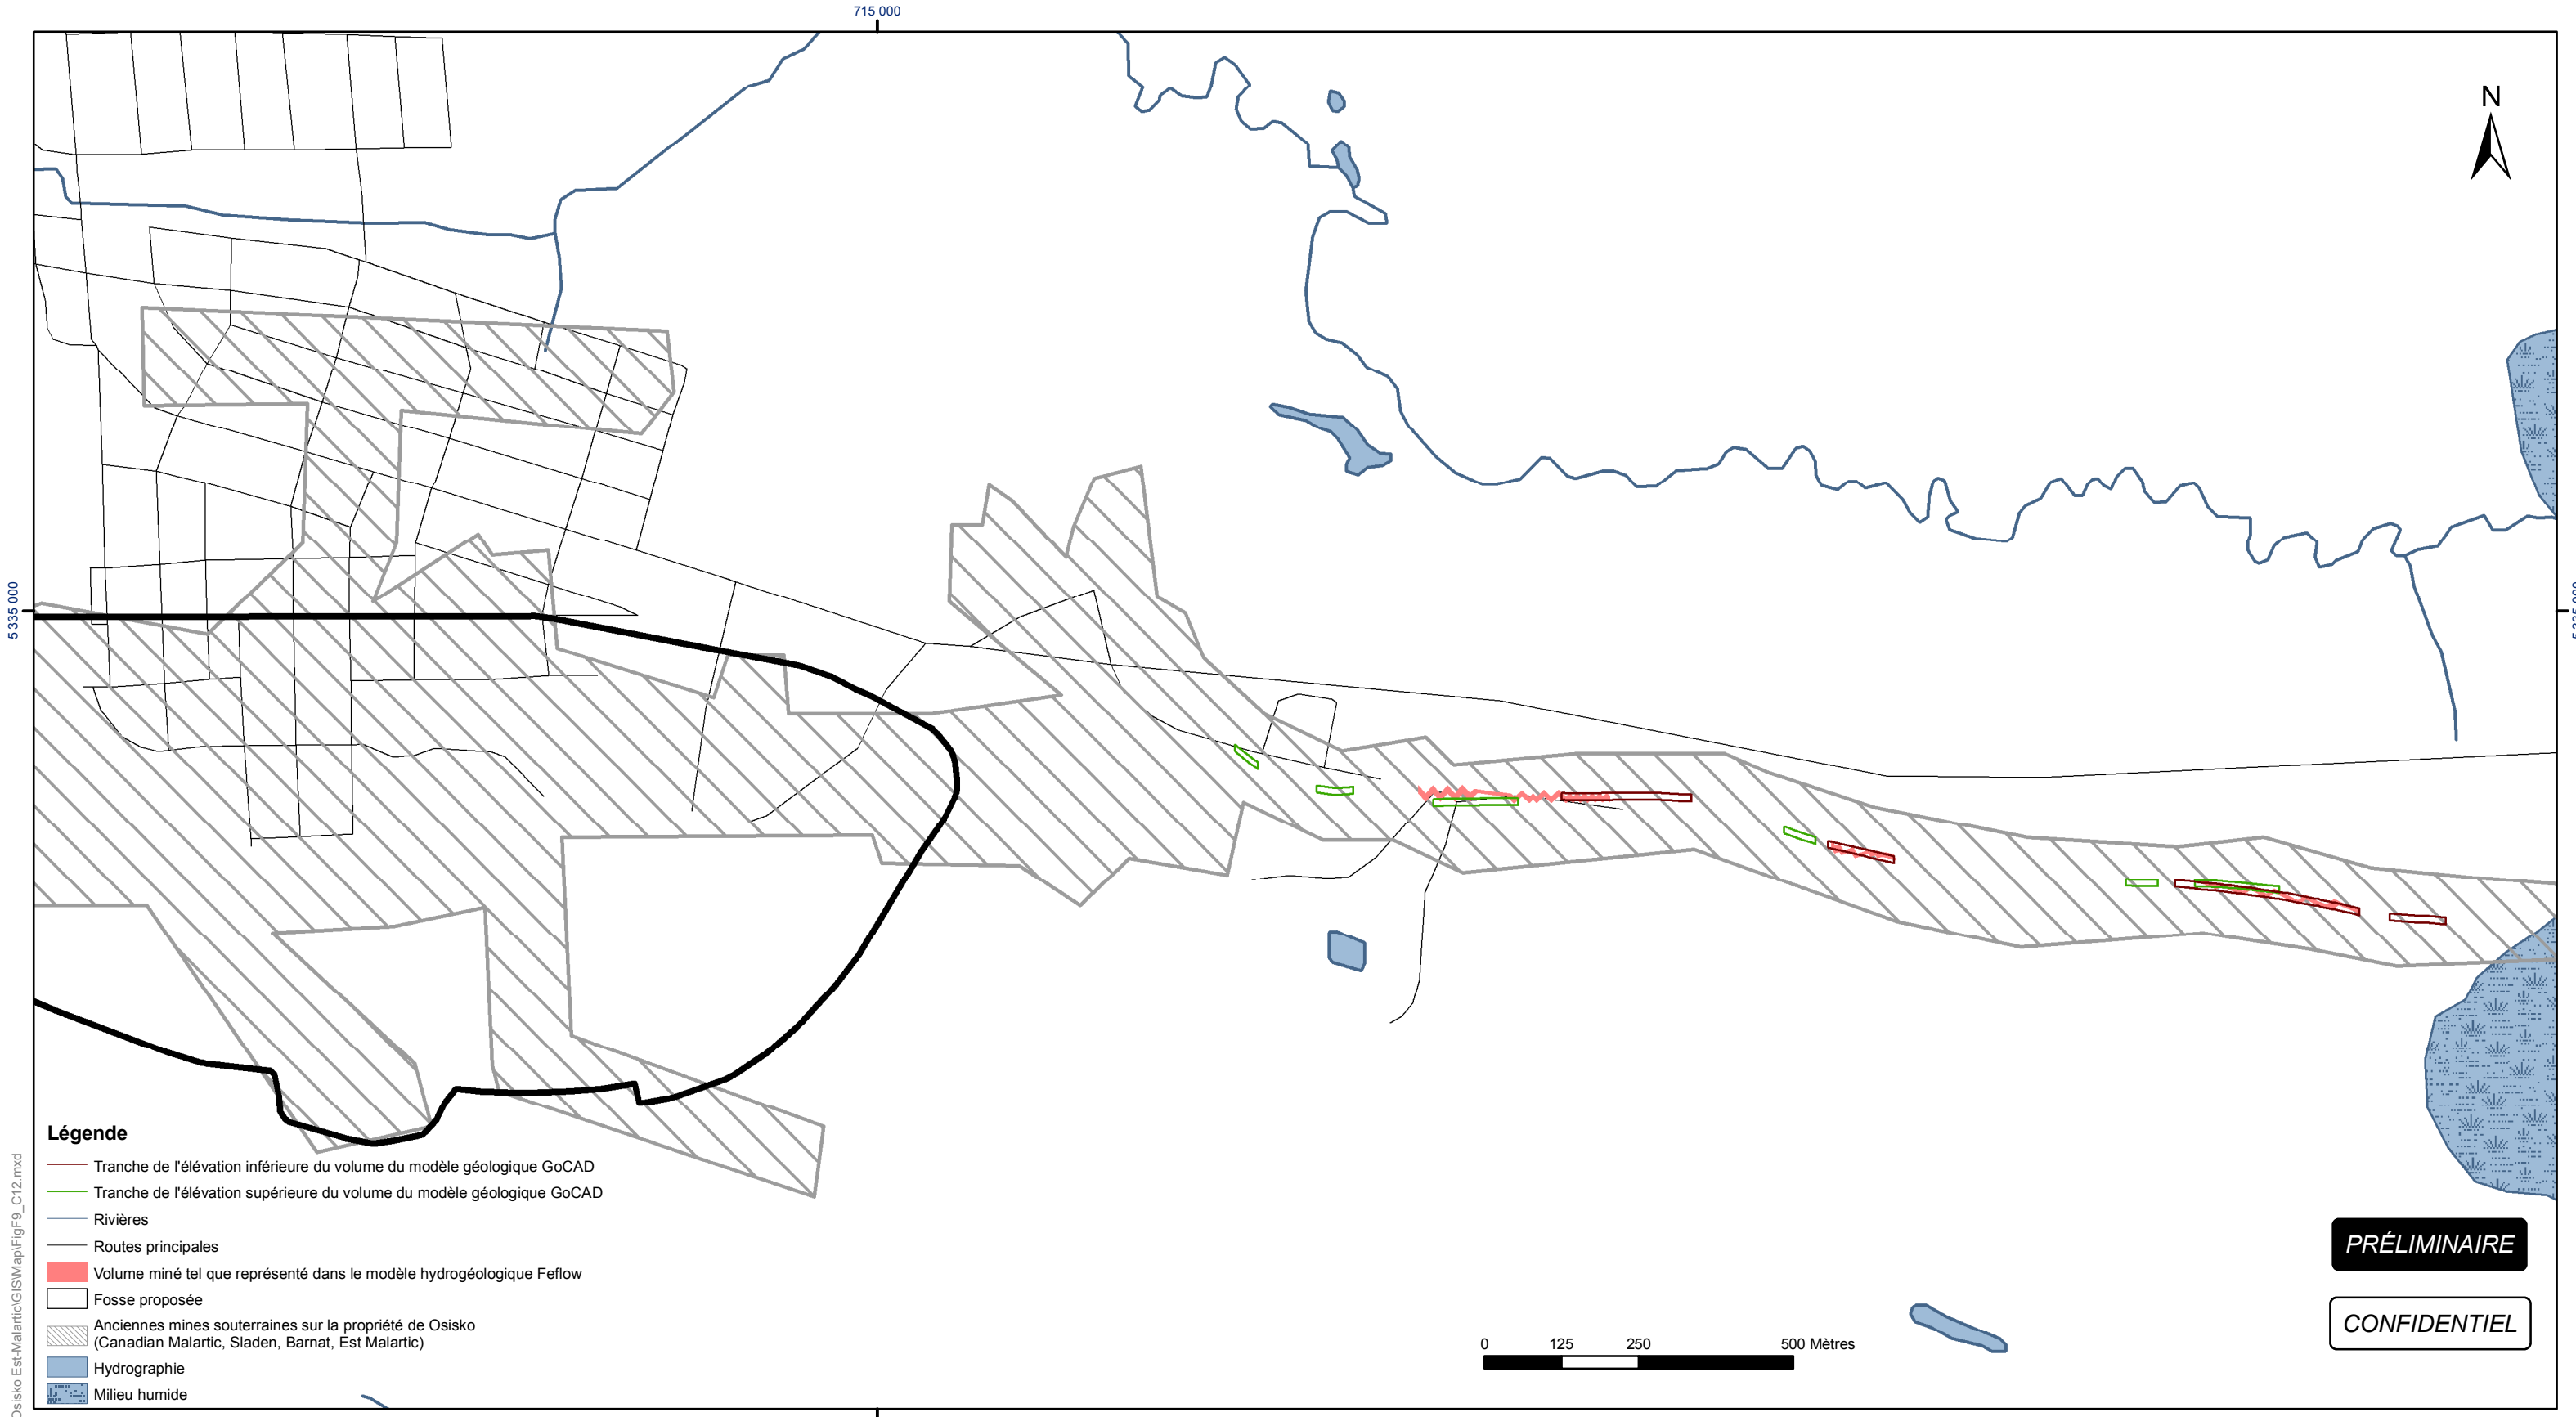 715 000
N
5 335 000
Légende
Tranche de l'élévation inférieure du volume du modèle géologique GoCAD
Tranche de l'élévation supérieure du volume du modèle géologique GoCAD
Rivières
Routes principales
Volume miné tel que représenté dans le modèle hydrogéologique Feflow
Fosse proposée
Anciennes mines souterraines sur la propriété de Osisko
(Canadian Malartic, Sladen, Barnat, Est Malartic)
Hydrographie
Milieu humide
0 125 250 500 Mètres
PRÉLIMINAIRE
CONFIDENTIEL
Osisko Est-Malartic\GIS\Map\FigF9_C12.mxd